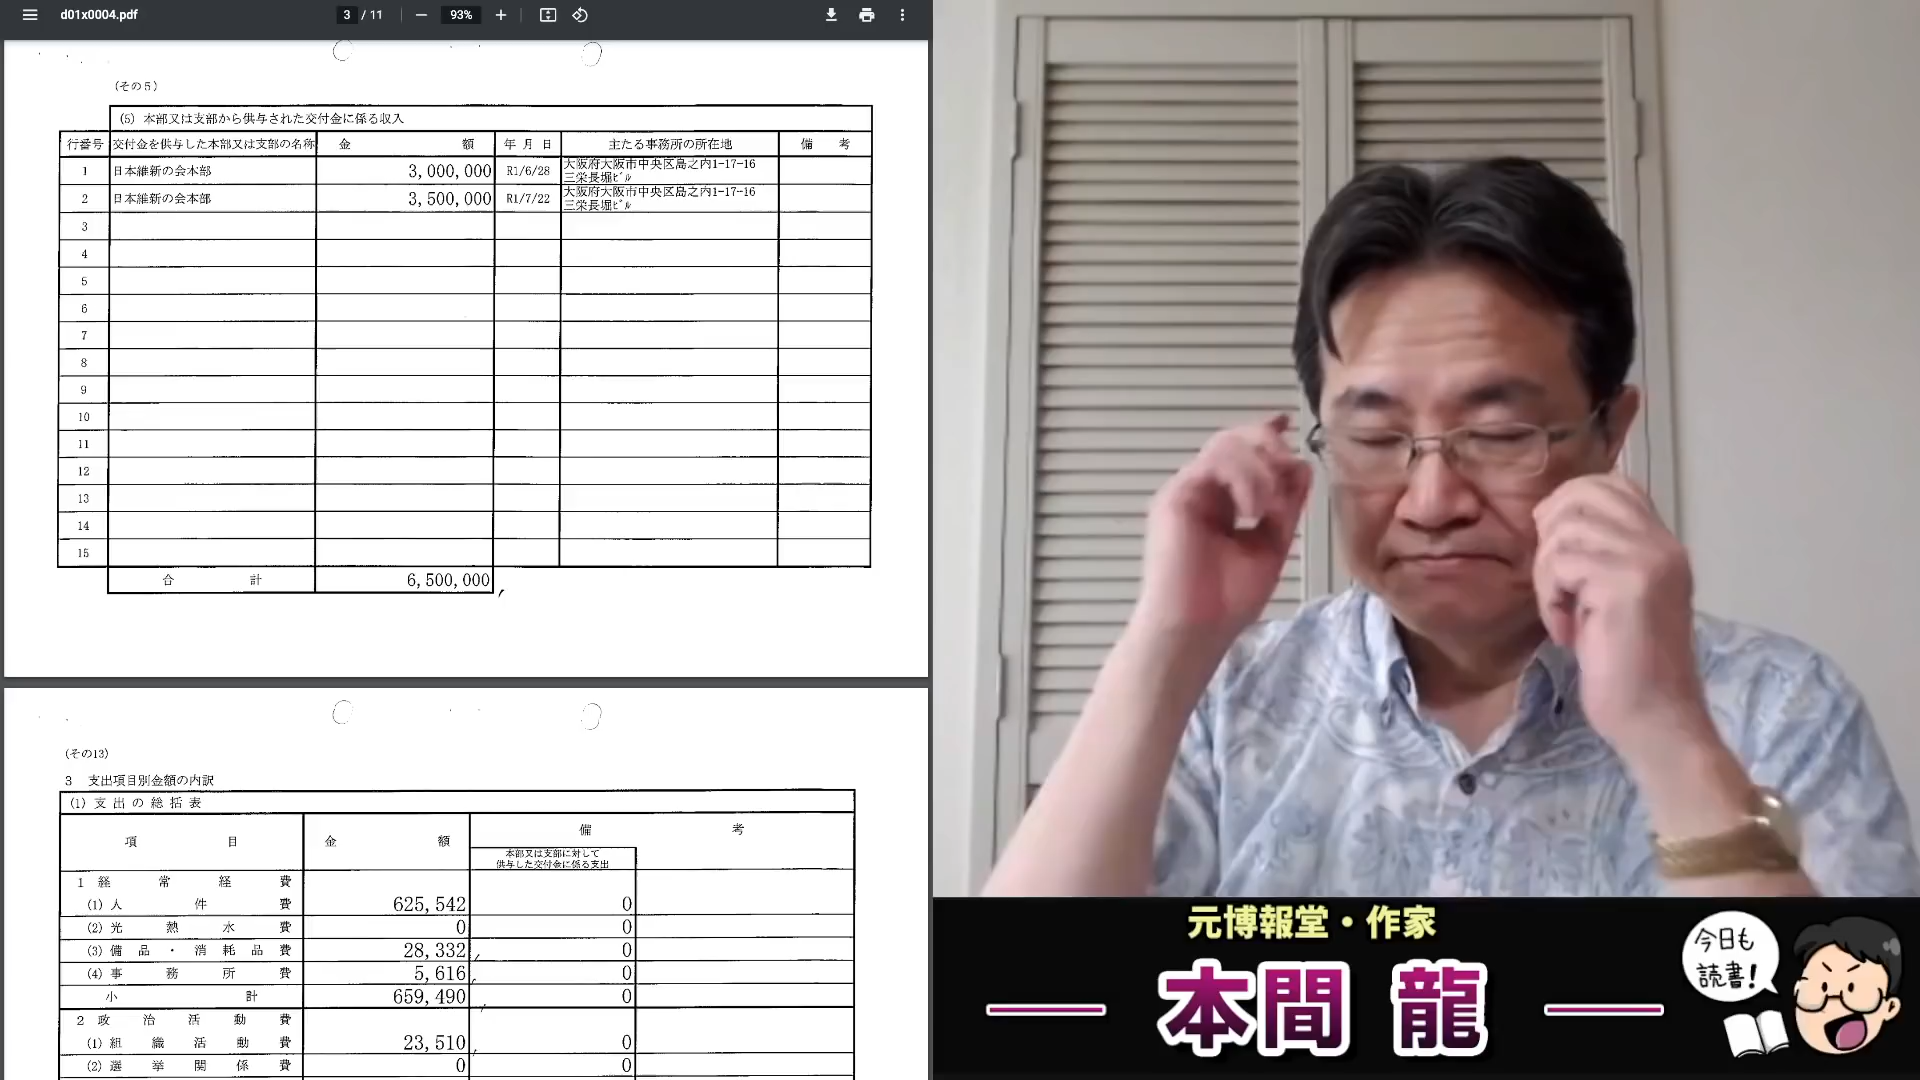 d01x0004.pdf
3 / 11
93%
(その5)
(5) 本部又は支部から供与された交付金に係る収入
行番号 交付金を供与した本部又は支部の名称 金 額 年 月 日 主たる事務所の所在地 備 考
1 日本維新の会本部 3,000,000 R1/6/28 大阪府大阪市中央区島之内1-17-16 三栄長堀ﾋﾞﾙ
2 日本維新の会本部 3,500,000 R1/7/22 大阪府大阪市中央区島之内1-17-16 三栄長堀ﾋﾞﾙ
3
4
5
6
7
8
9
10
11
12
13
14
15
合 計 6,500,000
(その13)
3 支出項目別金額の内訳
(1) 支 出 の 総 括 表
項 目 金 額 備 考
本部又は支部に対して
供与した交付金に係る支出
1 経 常 経 費
(1) 人 件 費 625,542 0
(2) 光 熱 水 費 0 0
(3) 備 品 ・ 消 耗 品 費 28,332 0
(4) 事 務 所 費 5,616 0
小 計 659,490 0
2 政 治 活 動 費
(1) 組 織 活 動 費 23,510 0
(2) 選 挙 関 係 費 0 0
元博報堂・作家
本間 龍
今日も
読書!